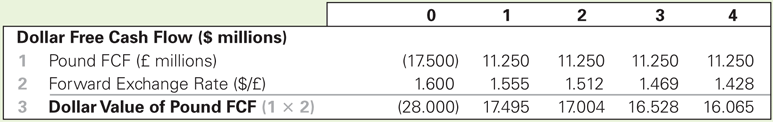 0 1 2 3 4
Dollar Free Cash Flow ($ millions)
1 Pound FCF (£ millions) (17.500) 11.250 11.250 11.250 11.250
2 Forward Exchange Rate ($/£) 1.600 1.555 1.512 1.469 1.428
3 Dollar Value of Pound FCF (1 × 2) (28.000) 17.495 17.004 16.528 16.065